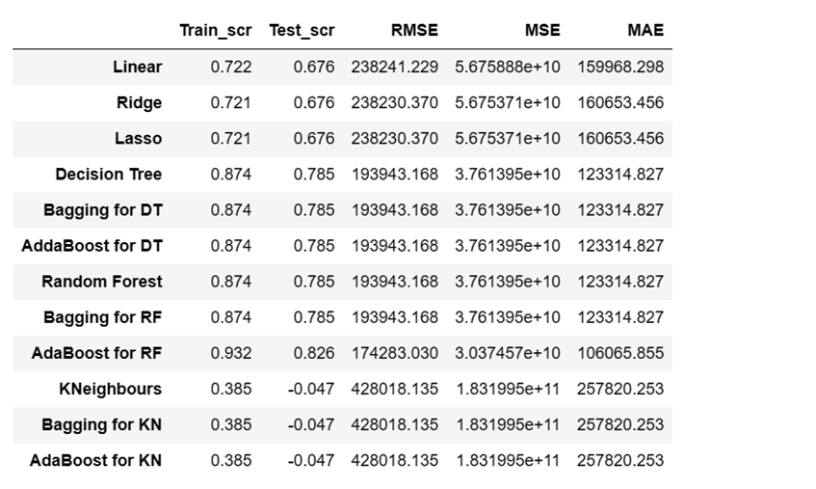 Train_scr Test_scr RMSE MSE MAE
Linear 0.722 0.676 238241.229 5.675888e+10 159968.298
Ridge 0.721 0.676 238230.370 5.675371e+10 160653.456
Lasso 0.721 0.676 238230.370 5.675371e+10 160653.456
Decision Tree 0.874 0.785 193943.168 3.761395e+10 123314.827
Bagging for DT 0.874 0.785 193943.168 3.761395e+10 123314.827
AddaBoost for DT 0.874 0.785 193943.168 3.761395e+10 123314.827
Random Forest 0.874 0.785 193943.168 3.761395e+10 123314.827
Bagging for RF 0.874 0.785 193943.168 3.761395e+10 123314.827
AdaBoost for RF 0.932 0.826 174283.030 3.037457e+10 106065.855
KNeighbours 0.385 -0.047 428018.135 1.831995e+11 257820.253
Bagging for KN 0.385 -0.047 428018.135 1.831995e+11 257820.253
AdaBoost for KN 0.385 -0.047 428018.135 1.831995e+11 257820.253